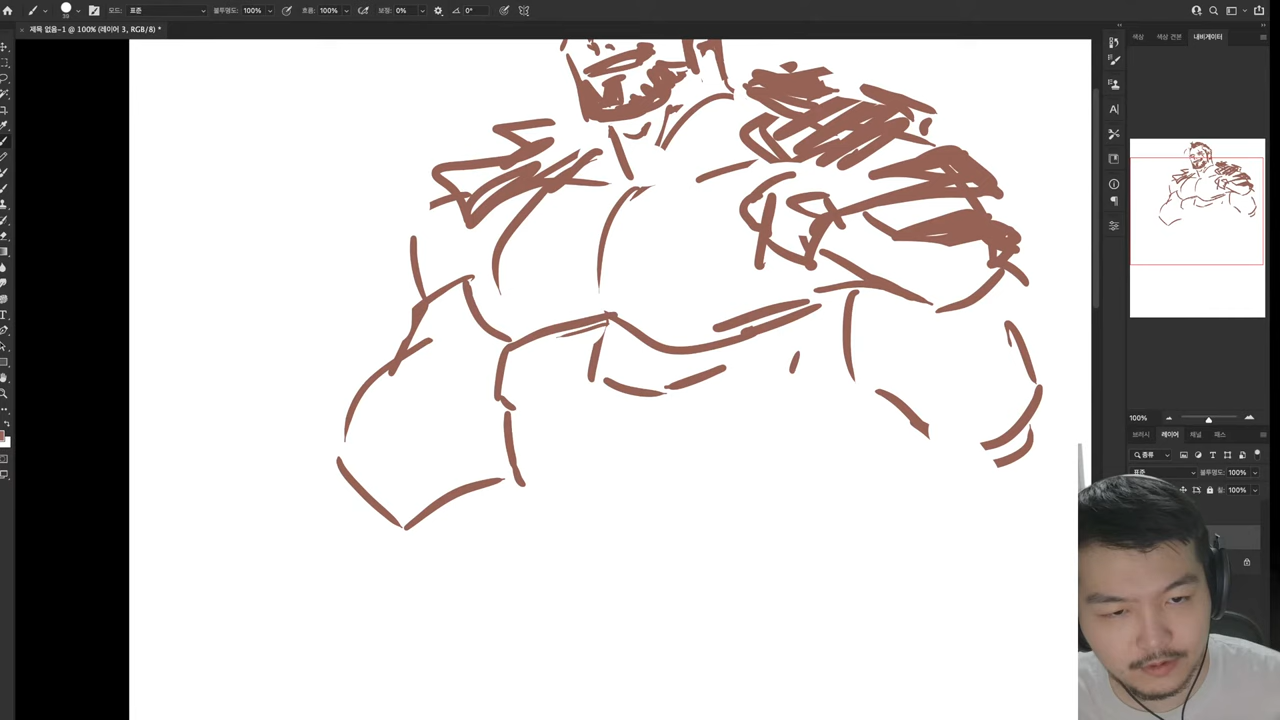 모드: 표준 불투명도: 100% 흐름: 100% 보정: 0% 0°
39
제목 없음-1 @ 100% (레이어 3, RGB/8) *
색상 색상 견본 내비게이터
100%
브러시 레이어 채널 패스
종류
표준 불투명도: 100%
칠: 100%